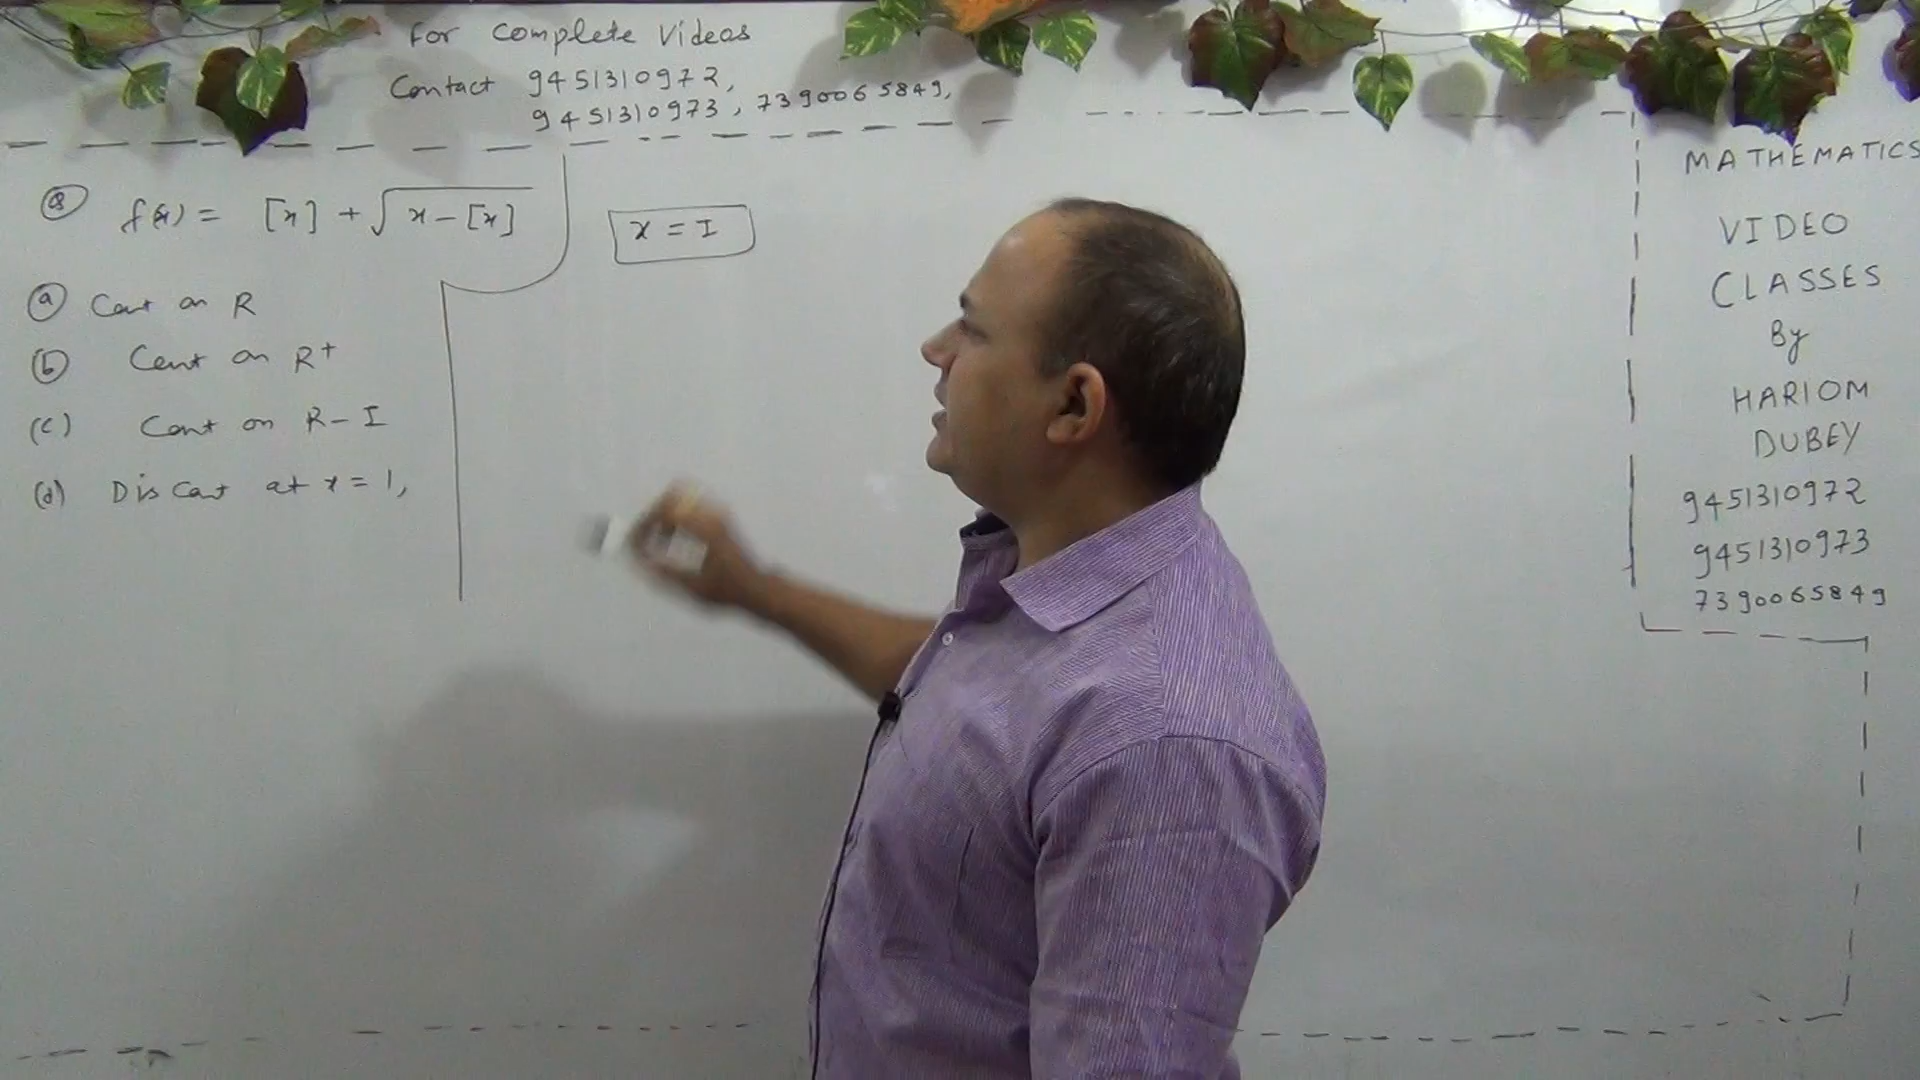 For Complete Videos
Contact 9451310972,
9451310973, 7390065849,
Q f(x) = [x] + √x-[x]
x = I
(a) Cont on R
(b) Cont on R+
(c) Cont on R-I
(d) Dis Cont at x = 1,
MATHEMATICS
VIDEO
CLASSES
By
HARIOM
DUBEY
9451310972
9451310973
7390065849